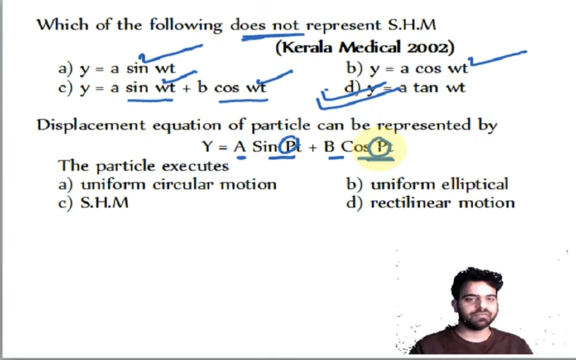 Which of the following does not represent S.H.M
(Kerala Medical 2002)
a) y = a sin wt b) y = a cos wt
c) y = a sin wt + b cos wt d) y = a tan wt
Displacement equation of particle can be represented by
Y = A Sin Pt + B Cos Pt
The particle executes
a) uniform circular motion b) uniform elliptical
c) S.H.M d) rectilinear motion